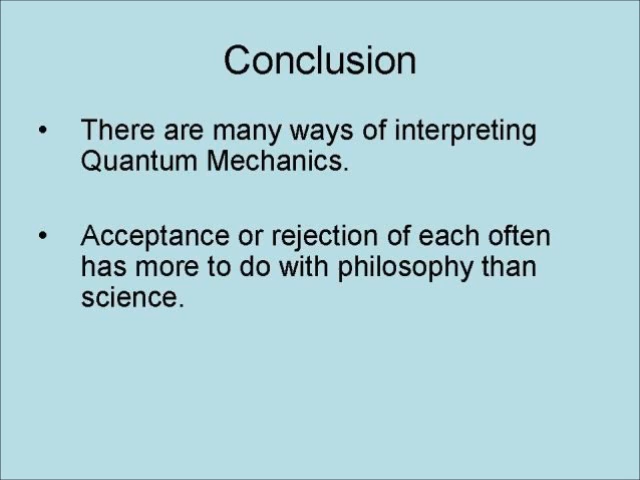 Conclusion
• There are many ways of interpreting
Quantum Mechanics.
• Acceptance or rejection of each often
has more to do with philosophy than
science.